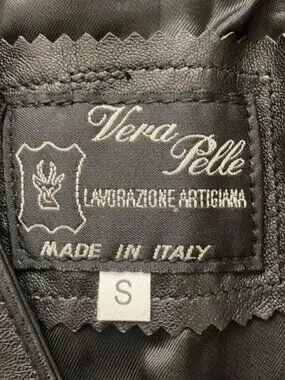 Vera
Pelle
LAVORAZIONE ARTIGIANA
MADE IN ITALY
S